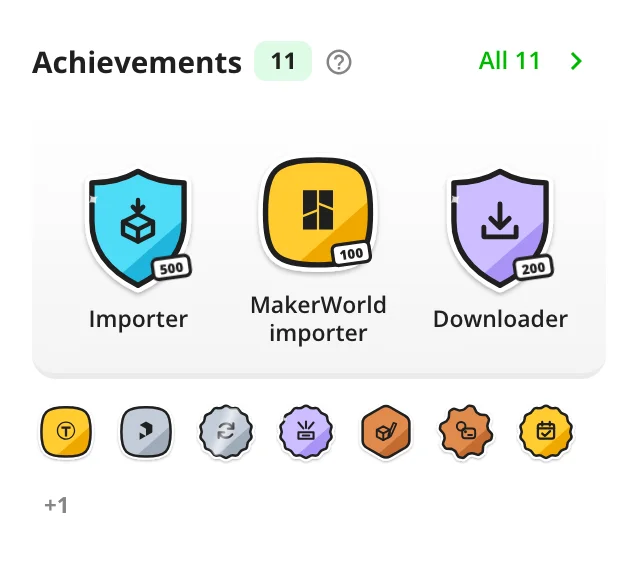 Achievements 11 ? All 11 >
500
100
200
Importer
MakerWorld
importer
Downloader
T
+1